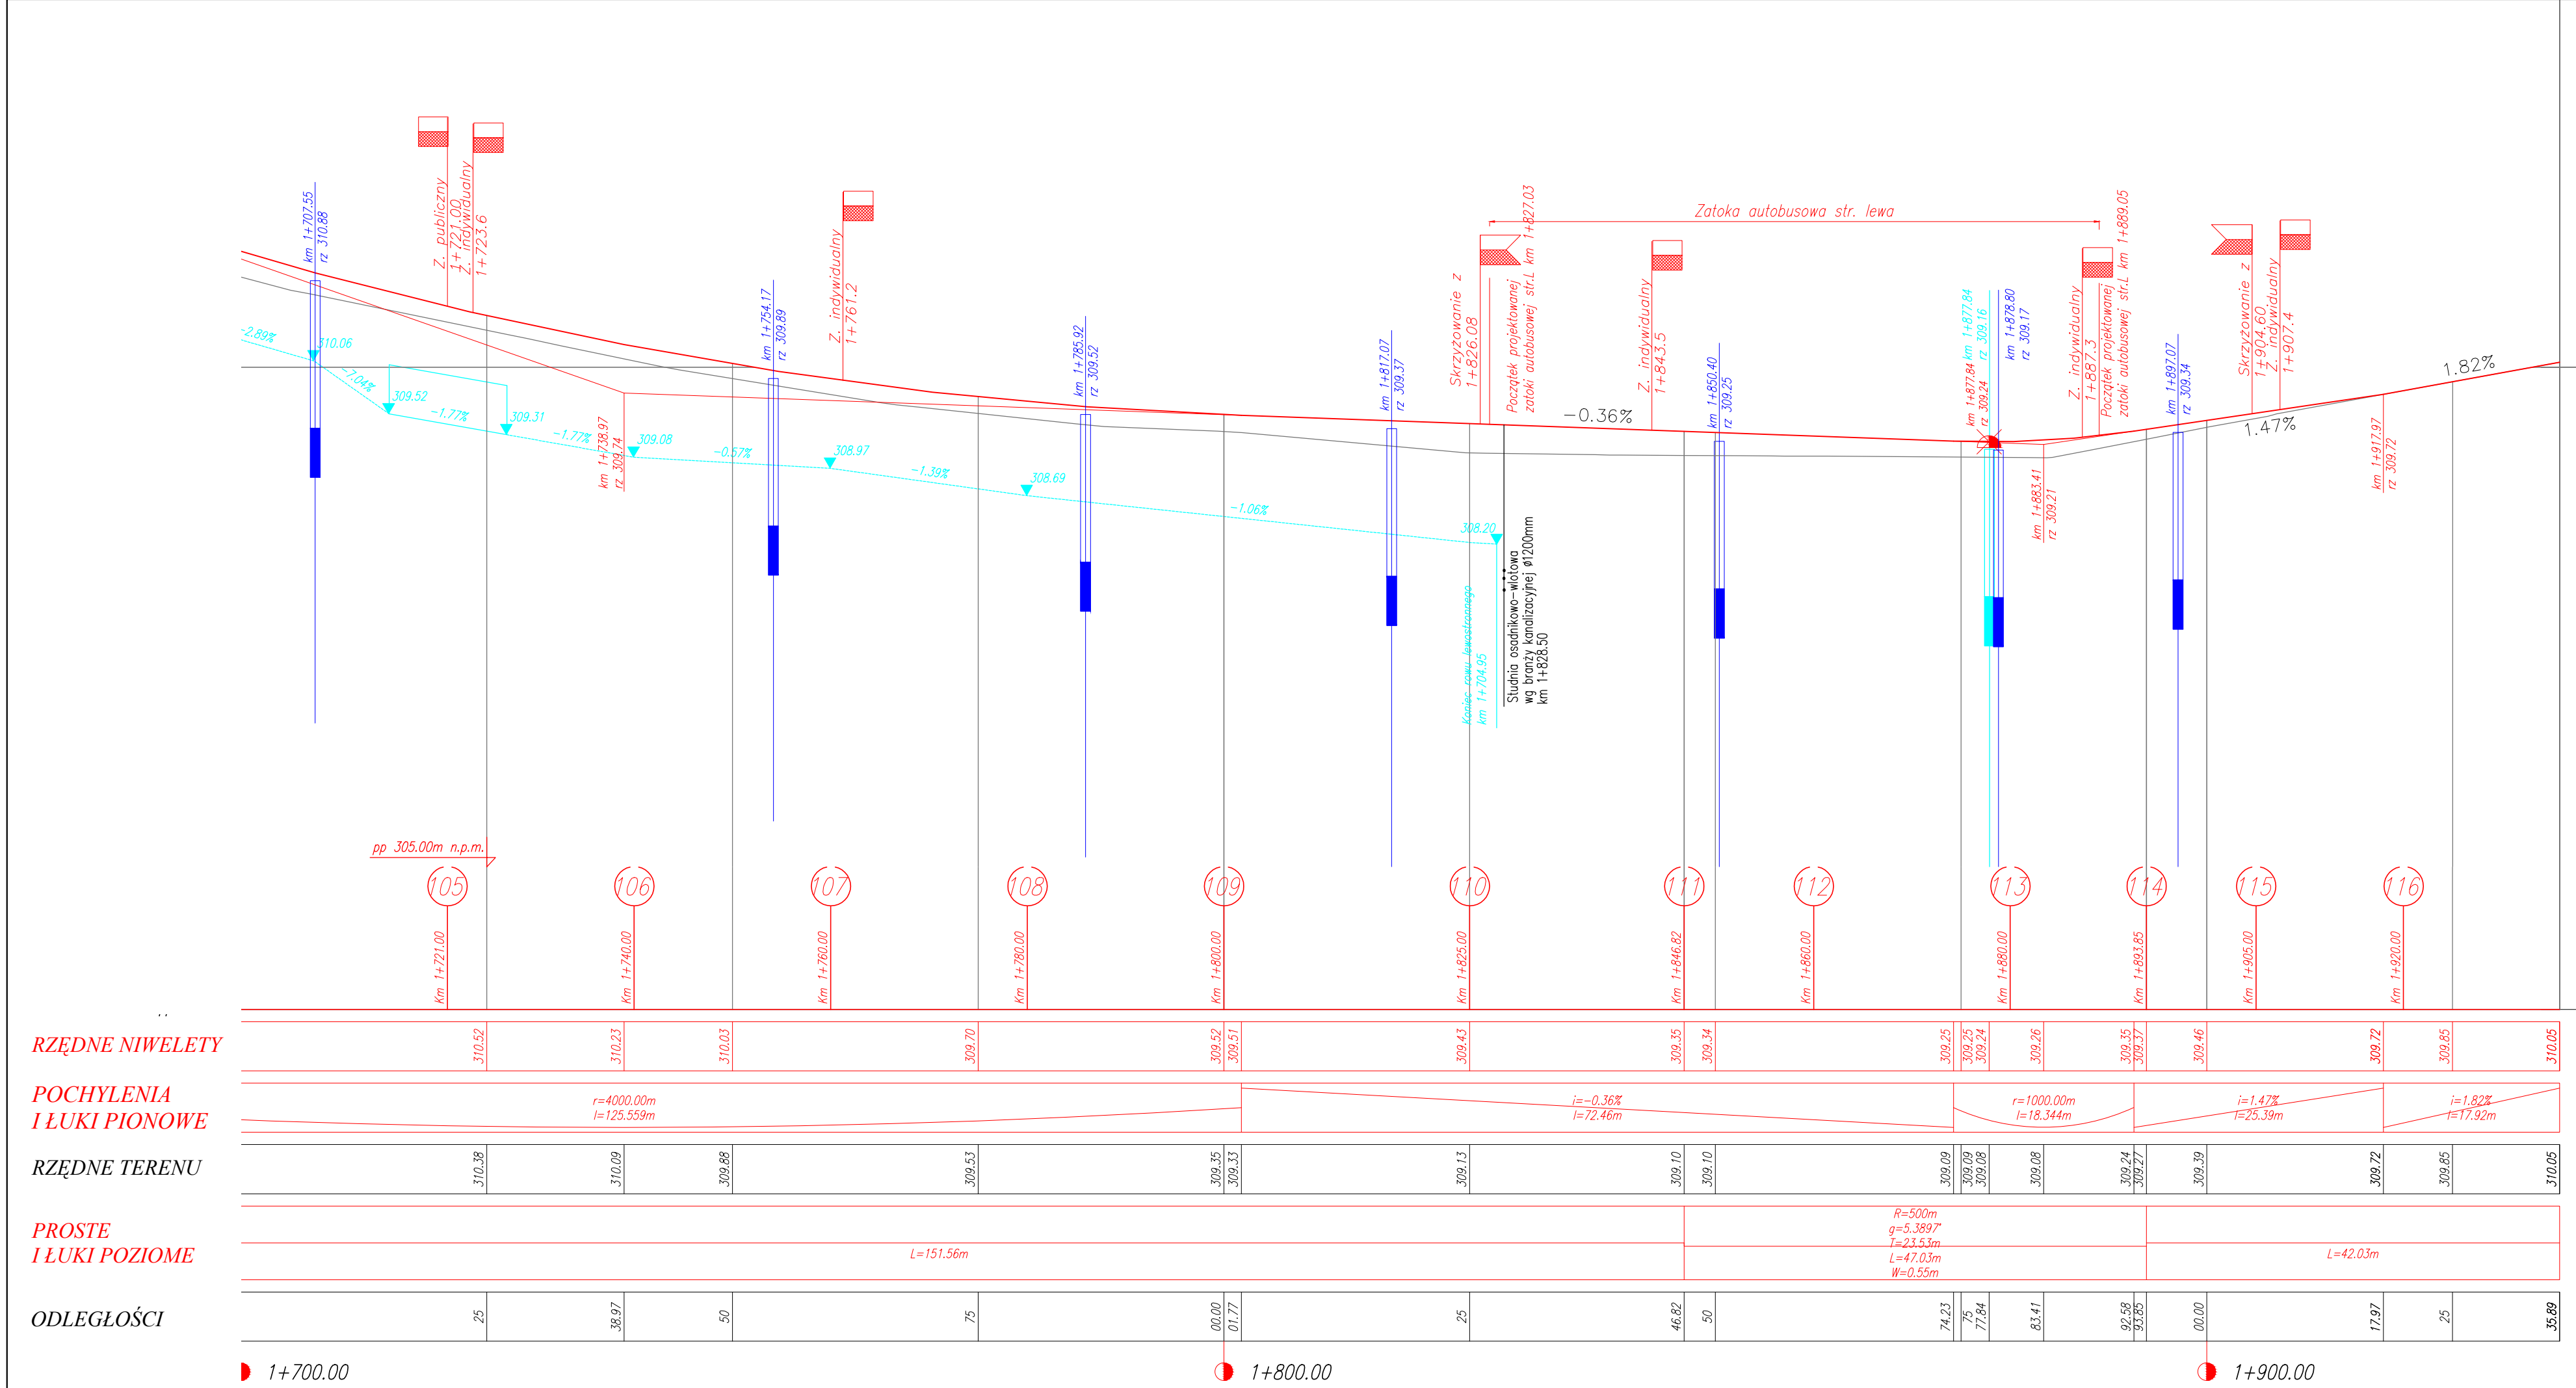 Z. publiczny
1+721.00
Z. indywidualny
1+723.6
km 1+707.55
rz 310.88
Z. indywidualny
1+761.2
km 1+754.17
rz 309.89
km 1+785.92
rz 309.52
km 1+817.07
rz 309.37
Skrzyżowanie z
1+826.08
Początek projektowanej
zatoki autobusowej str.L km 1+827.03
Zatoka autobusowa str. lewa
Z. indywidualny
1+843.5
km 1+850.40
rz 309.25
km 1+877.84
rz 309.24
km 1+877.84
rz 309.16
km 1+878.80
rz 309.17
Z. indywidualny
1+887.3
Początek projektowanej
zatoki autobusowej str.L km 1+889.05
km 1+897.07
rz 309.34
Skrzyżowanie z
1+904.60
Z. indywidualny
1+907.4
1.82%
1.47%
-0.36%
-2.89%
310.06
-7.04%
309.52
-1.77%
309.31
-1.77%
309.08
-0.57%
308.97
-1.39%
308.69
-1.06%
308.20
km 1+738.97
rz 309.74
km 1+883.41
rz 309.21
km 1+917.97
rz 309.72
Koniec rowu lewostronnego
km 1+704.95
Studnia osadnikowo-wlotowa
wg branży kanalizacyjnej ø1200mm
km 1+828.50
pp 305.00m n.p.m.
105 106 107 108 109 110 111 112 113 114 115 116
Km 1+721.00 Km 1+740.00 Km 1+760.00 Km 1+780.00 Km 1+800.00 Km 1+825.00 Km 1+846.82 Km 1+860.00 Km 1+880.00 Km 1+893.85 Km 1+905.00 Km 1+920.00
RZĘDNE NIWELETY
310.52 310.23 310.03 309.70 309.52 309.51 309.43 309.35 309.34 309.25 309.25 309.24 309.26 309.35 309.37 309.46 309.72 309.85 310.05
POCHYLENIA
I ŁUKI PIONOWE
r=4000.00m
l=125.559m
i=-0.36%
l=72.46m
r=1000.00m
l=18.344m
i=1.47%
l=25.39m
i=1.82%
l=17.92m
RZĘDNE TERENU
310.38 310.09 309.88 309.53 309.35 309.33 309.13 309.10 309.10 309.09 309.09 309.08 309.08 309.24 309.27 309.39 309.72 309.85 310.05
PROSTE
I ŁUKI POZIOME
L=151.56m
R=500m
g=5.3897°
T=23.53m
L=47.03m
W=0.55m
L=42.03m
ODLEGŁOŚCI
25 38.97 50 75 00.00 01.77 25 46.82 50 74.23 75 77.84 83.41 92.58 93.85 00.00 17.97 25 35.89
1+700.00 1+800.00 1+900.00